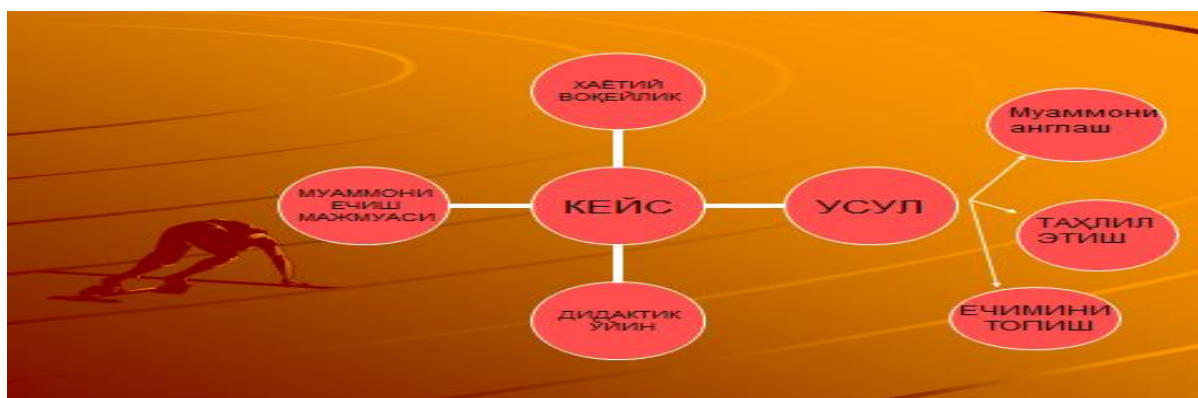 ХАЁТИЙ
ВОҚЕЙЛИК
МУАММОНИ
ЕЧИШ
МАЖМУАСИ
КЕЙС
УСУЛ
ДИДАКТИК
ЎЙИН
Муаммони
англаш
ТАҲЛИЛ
ЭТИШ
ЕЧИМИНИ
ТОПИШ